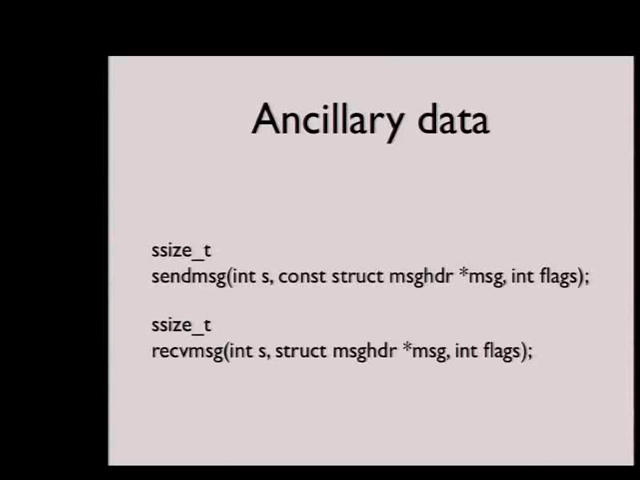 Ancillary data
ssize_t
sendmsg(int s, const struct msghdr *msg, int flags);
ssize_t
recvmsg(int s, struct msghdr *msg, int flags);